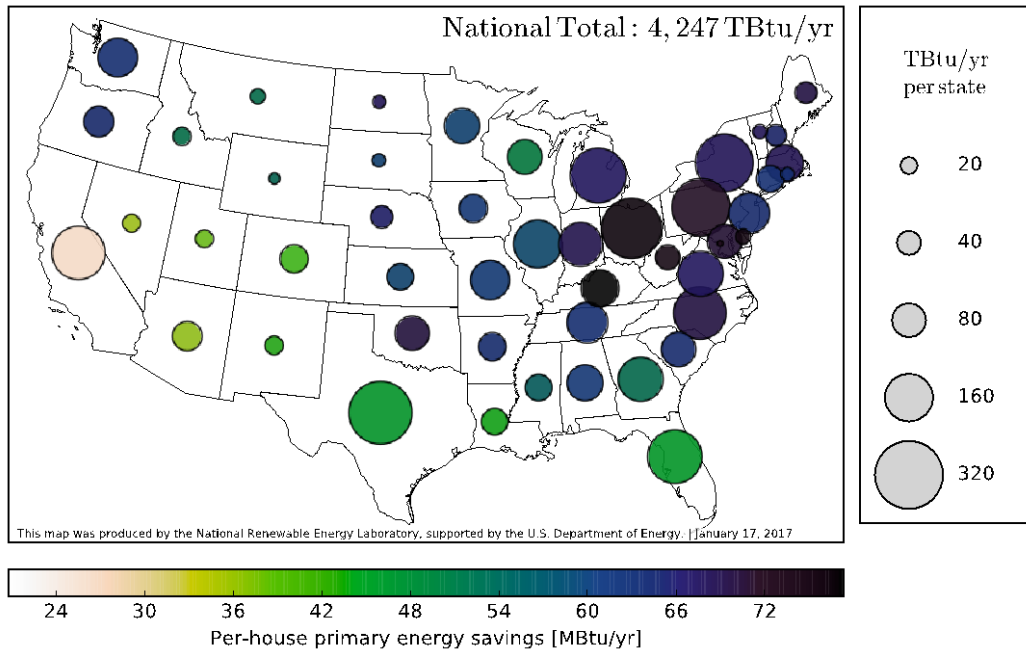 National Total: 4, 247 TBtu/yr
TBtu/yr
per state
20
40
80
160
320
This map was produced by the National Renewable Energy Laboratory, supported by the U.S. Department of Energy. | January 17, 2017
24 30 36 42 48 54 60 66 72
Per-house primary energy savings [MBtu/yr]